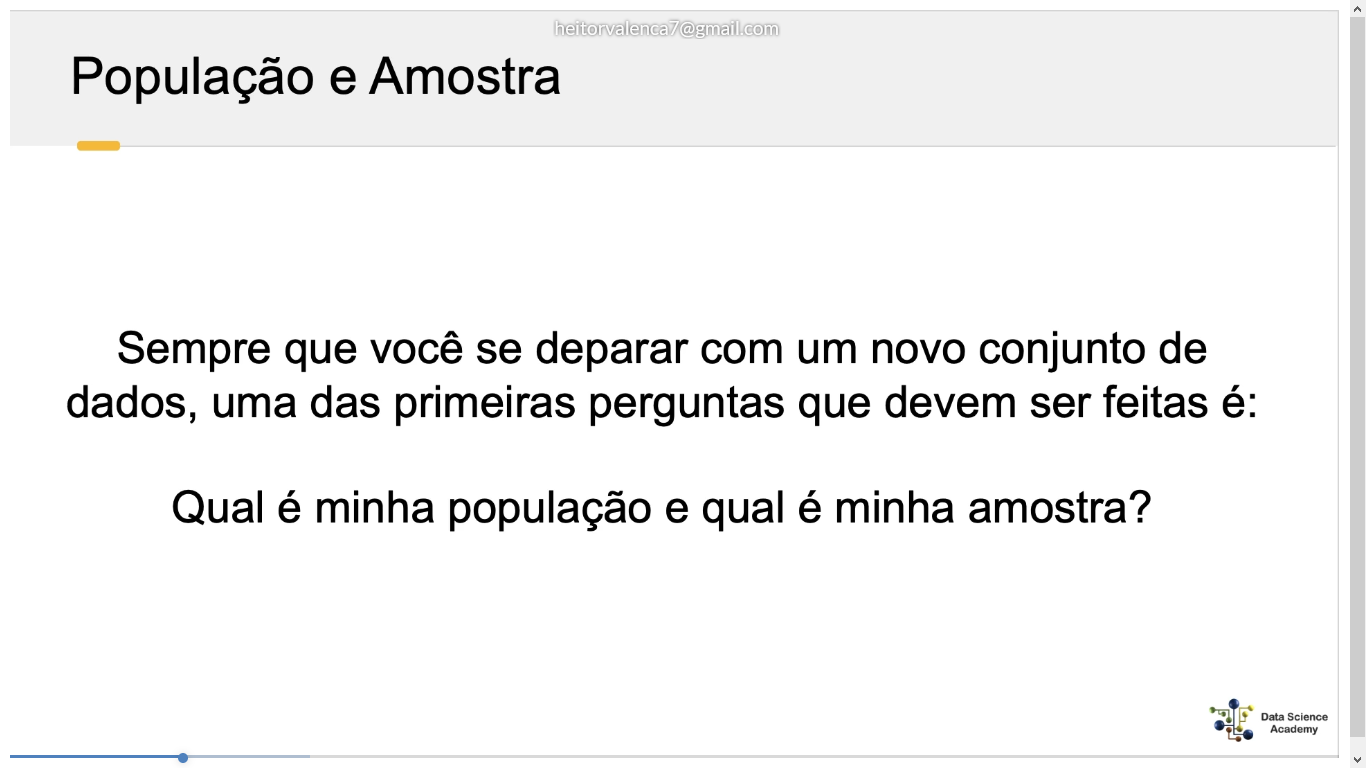 heitorvalenca7@gmail.com
População e Amostra
Sempre que você se deparar com um novo conjunto de
dados, uma das primeiras perguntas que devem ser feitas é:
Qual é minha população e qual é minha amostra?
Data Science
Academy